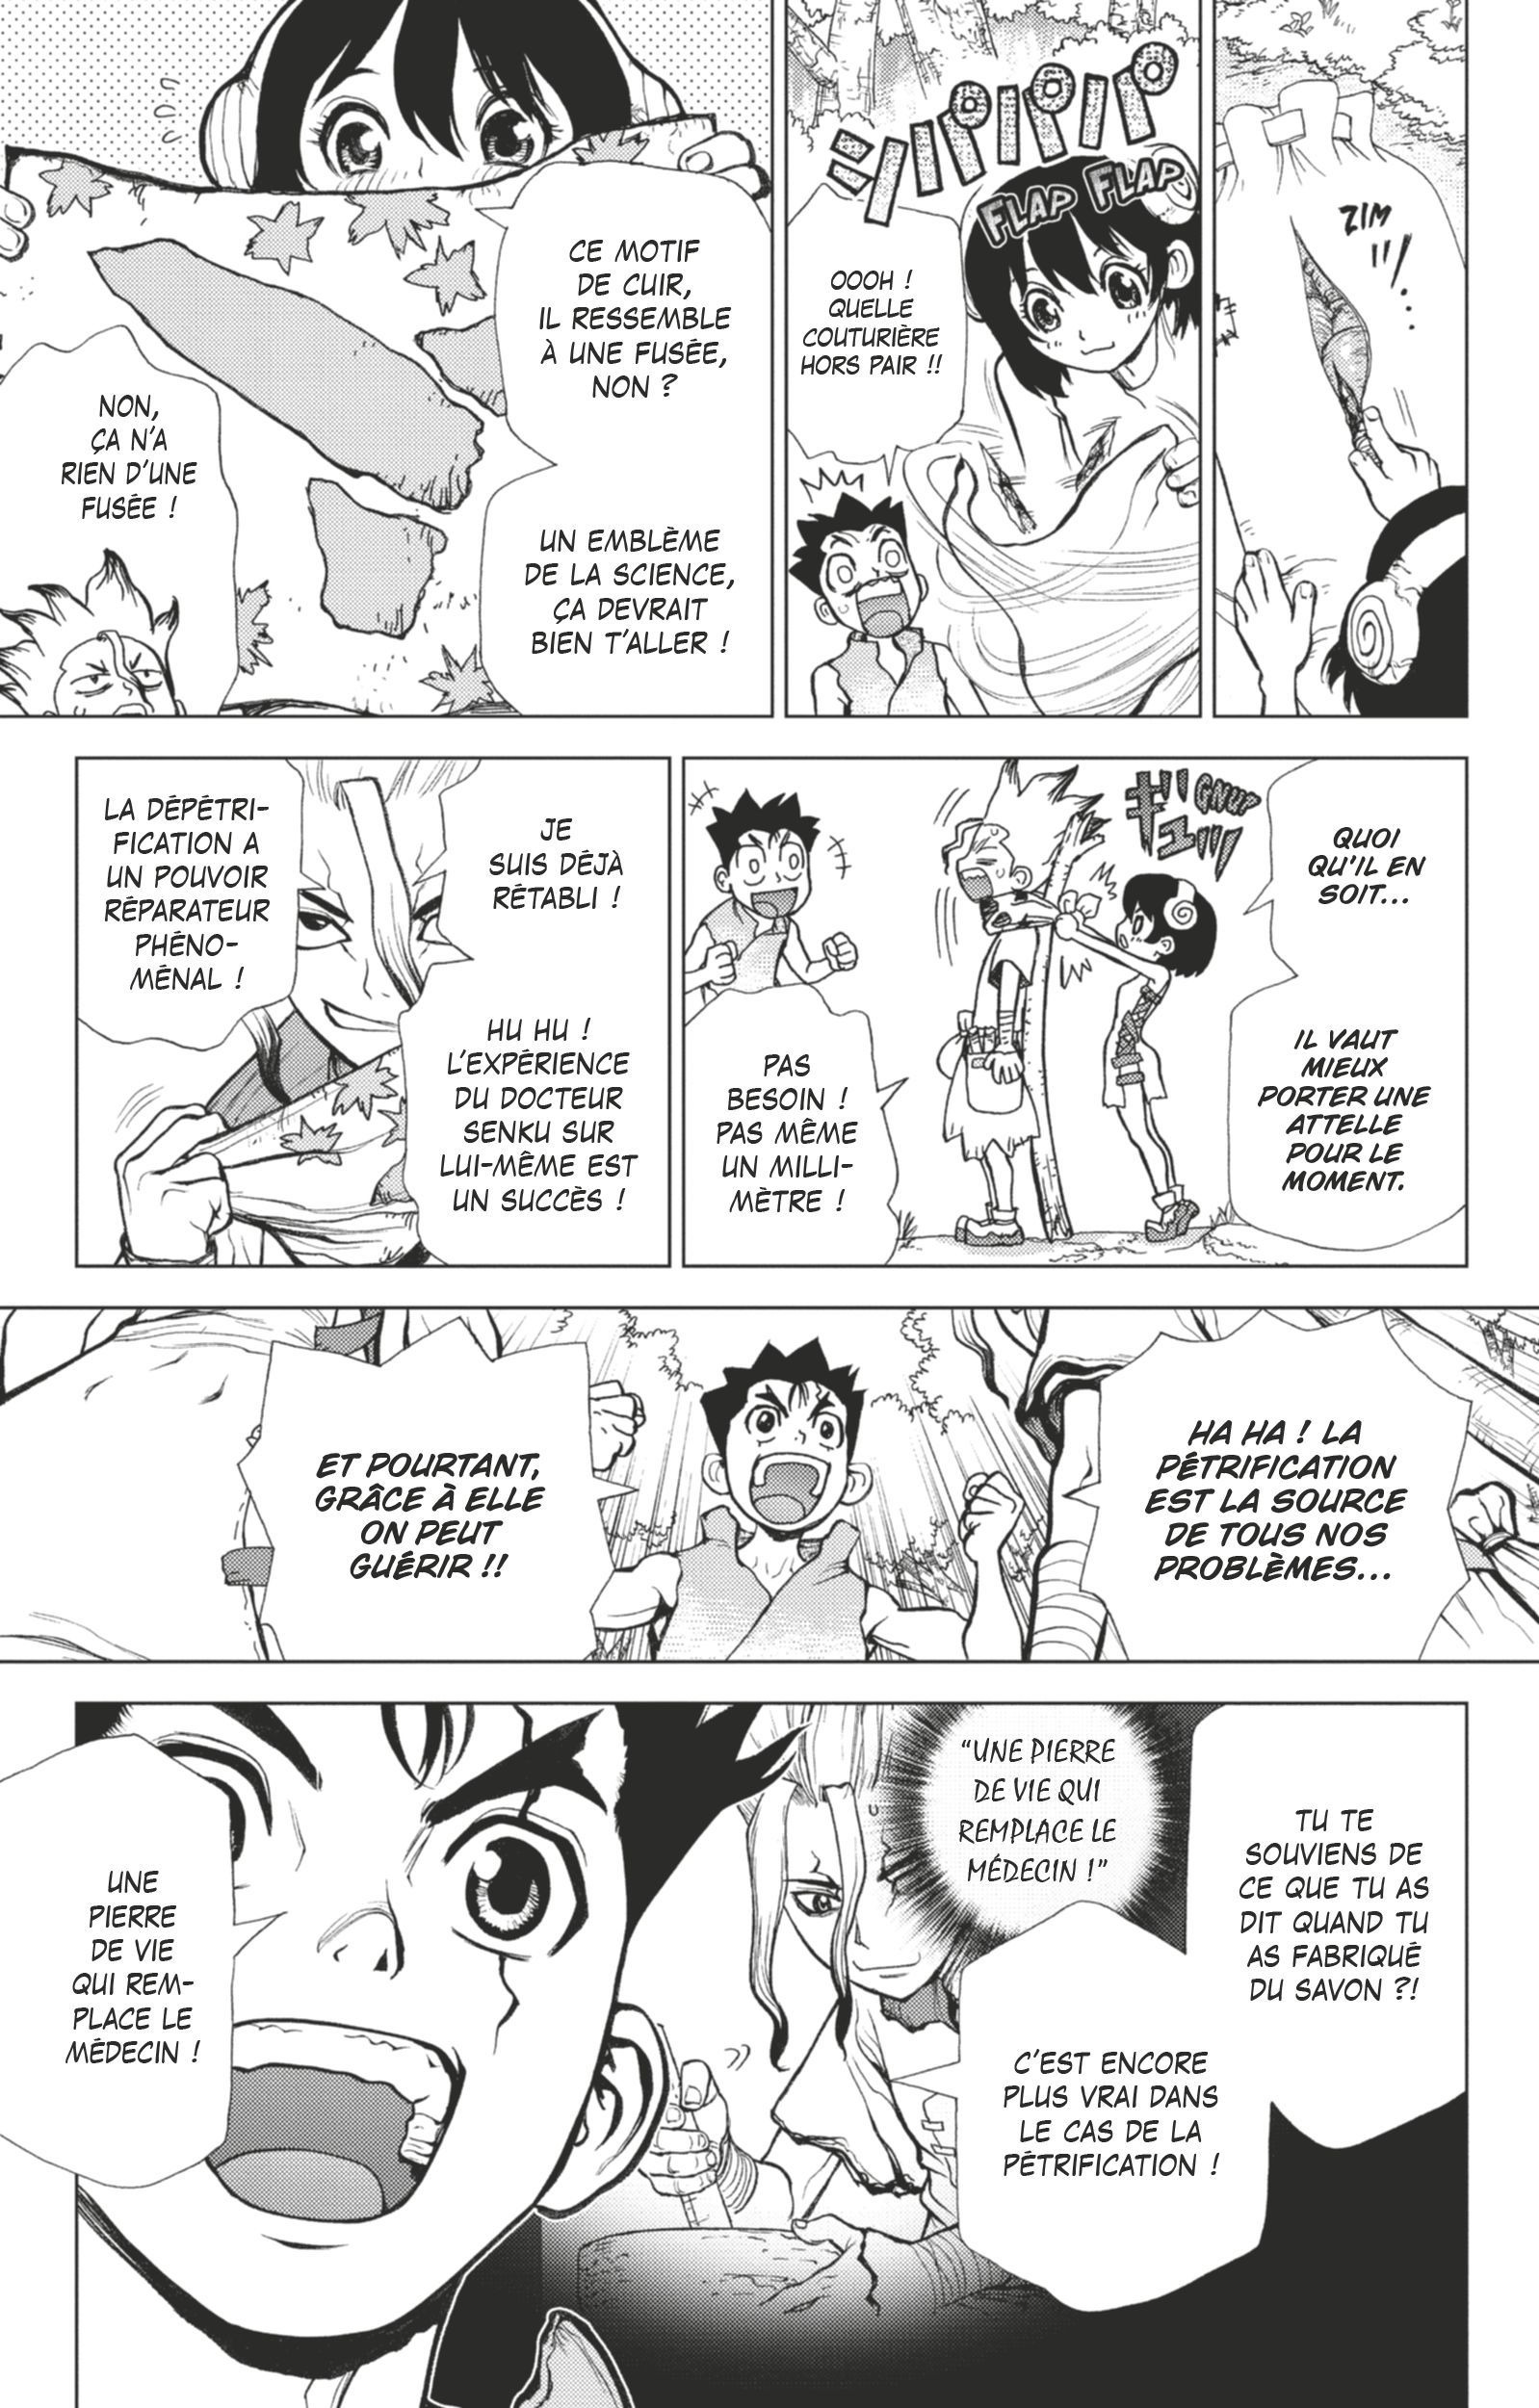 ZIM
シパパパパ
FLAP FLAP
OOOH !
QUELLE
COUTURIÈRE
HORS PAIR !!
CE MOTIF
DE CUIR,
IL RESSEMBLE
À UNE FUSÉE,
NON ?
UN EMBLÈME
DE LA SCIENCE,
ÇA DEVRAIT
BIEN T'ALLER !
NON,
ÇA N'A
RIEN D'UNE
FUSÉE !
QUOI
QU'IL EN
SOIT...
IL VAUT
MIEUX
PORTER UNE
ATTELLE
POUR LE
MOMENT.
ギュ
GNUP
PAS
BESOIN !
PAS MÊME
UN MILLI-
MÈTRE !
JE
SUIS DÉJÀ
RÉTABLI !
HU HU !
L'EXPÉRIENCE
DU DOCTEUR
SENKU SUR
LUI-MÊME EST
UN SUCCÈS !
LA DÉPÉTRI-
FICATION A
UN POUVOIR
RÉPARATEUR
PHÉNO-
MÉNAL !
HA HA ! LA
PÉTRIFICATION
EST LA SOURCE
DE TOUS NOS
PROBLÈMES...
ET POURTANT,
GRÂCE À ELLE
ON PEUT
GUÉRIR !!
TU TE
SOUVIENS DE
CE QUE TU AS
DIT QUAND TU
AS FABRIQUÉ
DU SAVON ?!
"UNE PIERRE
DE VIE QUI
REMPLACE LE
MÉDECIN !"
C'EST ENCORE
PLUS VRAI DANS
LE CAS DE LA
PÉTRIFICATION !
UNE
PIERRE
DE VIE
QUI REM-
PLACE LE
MÉDECIN !